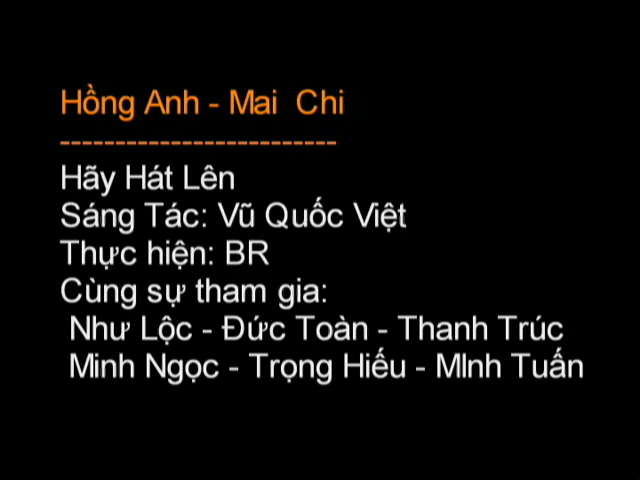 Hồng Anh - Mai  Chi
-------------------------
Hãy Hát Lên
Sáng Tác: Vũ Quốc Việt
Thực hiện: BR
Cùng sự tham gia:
Như Lộc - Đức Toàn - Thanh Trúc
Minh Ngọc - Trọng Hiếu - MInh Tuấn